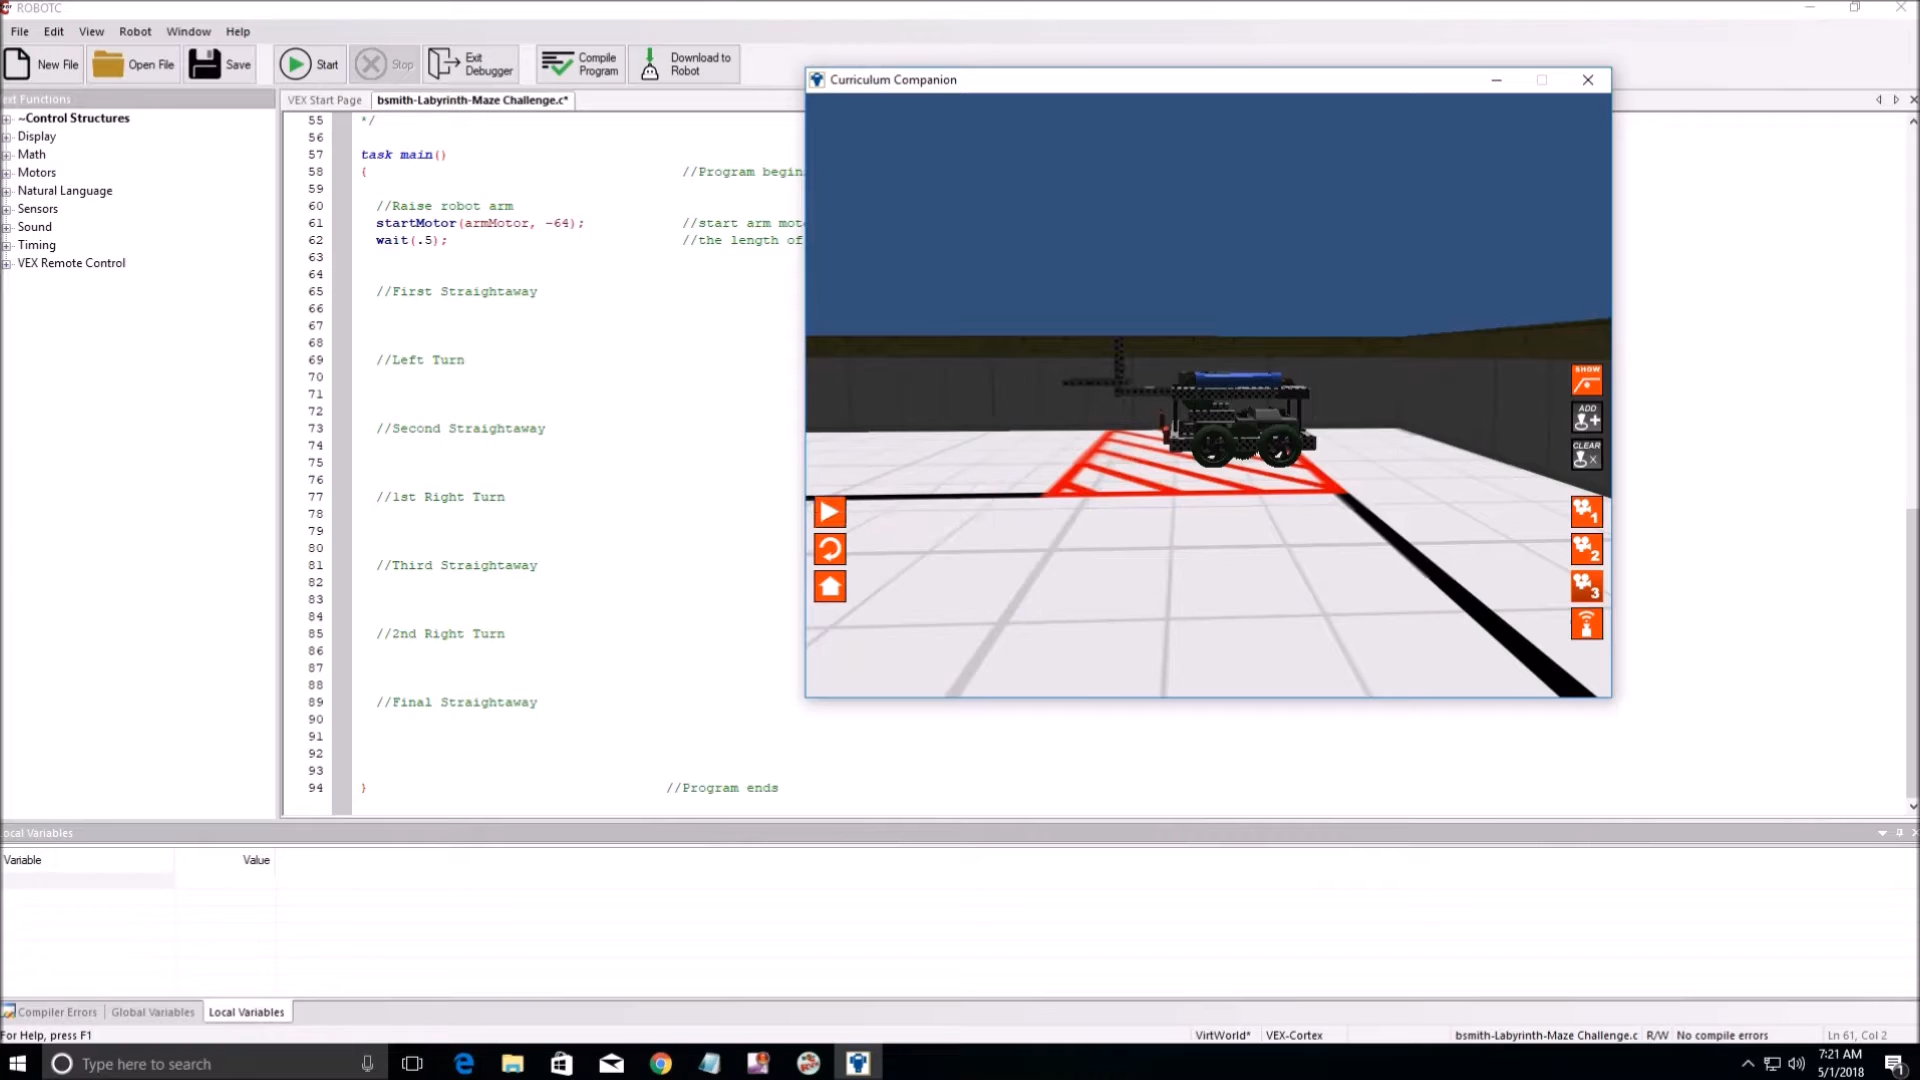 ROBOTC
File Edit View Robot Window Help
New File Open File Save Start Stop Exit Debugger Compile Program Download to Robot
ext Functions
~Control Structures
Display
Math
Motors
Natural Language
Sensors
Sound
Timing
VEX Remote Control
VEX Start Page bsmith-Labyrinth-Maze Challenge.c*
55 */
56
57 task main()
58 { //Program begin
59
60 //Raise robot arm
61 startMotor(armMotor, -64); //start arm mot
62 wait(.5); //the length of
63
64
65 //First Straightaway
66
67
68
69 //Left Turn
70
71
72
73 //Second Straightaway
74
75
76
77 //1st Right Turn
78
79
80
81 //Third Straightaway
82
83
84
85 //2nd Right Turn
86
87
88
89 //Final Straightaway
90
91
92
93
94 } //Program ends
Curriculum Companion
SHOW
ADD
CLEAR
1
2
3
ocal Variables
Variable Value
Compiler Errors Global Variables Local Variables
For Help, press F1
VirtWorld* VEX-Cortex bsmith-Labyrinth-Maze Challenge.c R/W No compile errors Ln 61, Col 2
Type here to search
7:21 AM
5/1/2018
1